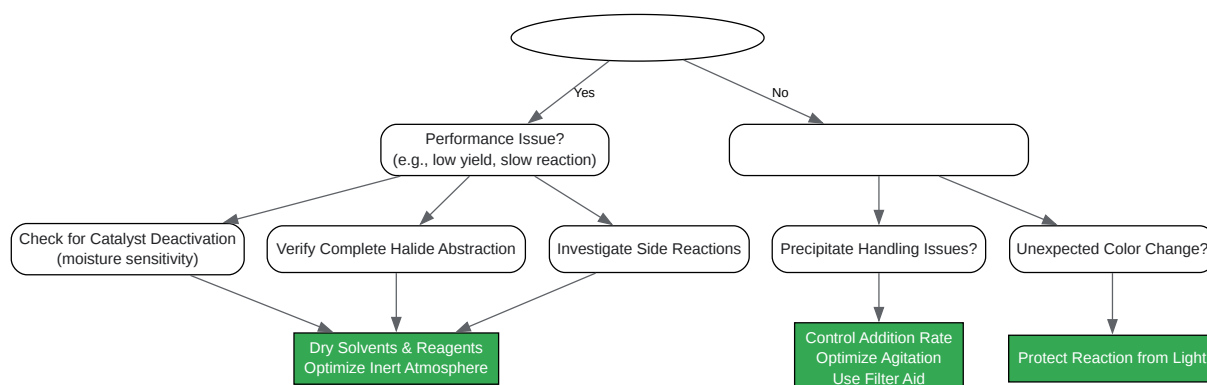 Yes
No
Performance Issue?
(e.g., low yield, slow reaction)
Check for Catalyst Deactivation
(moisture sensitivity)
Verify Complete Halide Abstraction
Investigate Side Reactions
Precipitate Handling Issues?
Unexpected Color Change?
Dry Solvents & Reagents
Optimize Inert Atmosphere
Control Addition Rate
Optimize Agitation
Use Filter Aid
Protect Reaction from Light